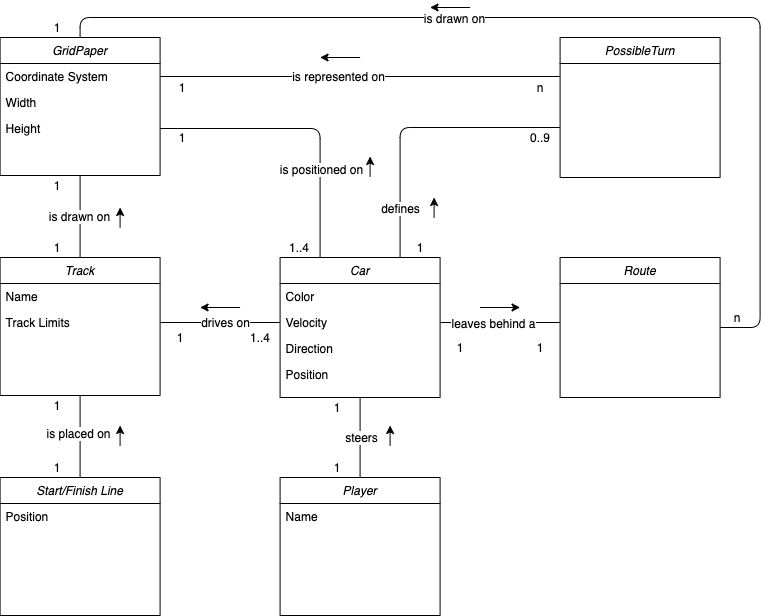 is drawn on
1
GridPaper
Coordinate System
Width
Height
PossibleTurn
is represented on
1
n
1
0..9
is positioned on
1
is drawn on
1
defines
1..4
1
Track
Name
Track Limits
Car
Color
Velocity
Direction
Position
Route
n
drives on
1
1..4
leaves behind a
1
1
1
is placed on
1
1
steers
1
Start/Finish Line
Position
Player
Name